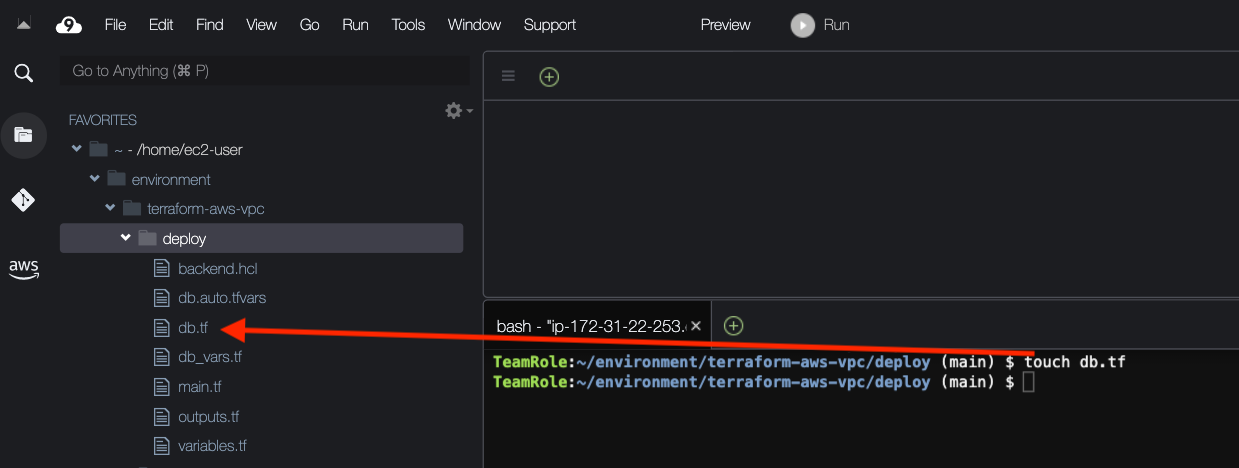 9 File Edit Find View Go Run Tools Window Support Preview Run
Go to Anything (⌘ P)
FAVORITES
~ - /home/ec2-user
environment
terraform-aws-vpc
deploy
backend.hcl
db.auto.tfvars
db.tf
db_vars.tf
main.tf
outputs.tf
variables.tf
aws
bash - "ip-172-31-22-253.
TeamRole:~/environment/terraform-aws-vpc/deploy (main) $ touch db.tf
TeamRole:~/environment/terraform-aws-vpc/deploy (main) $